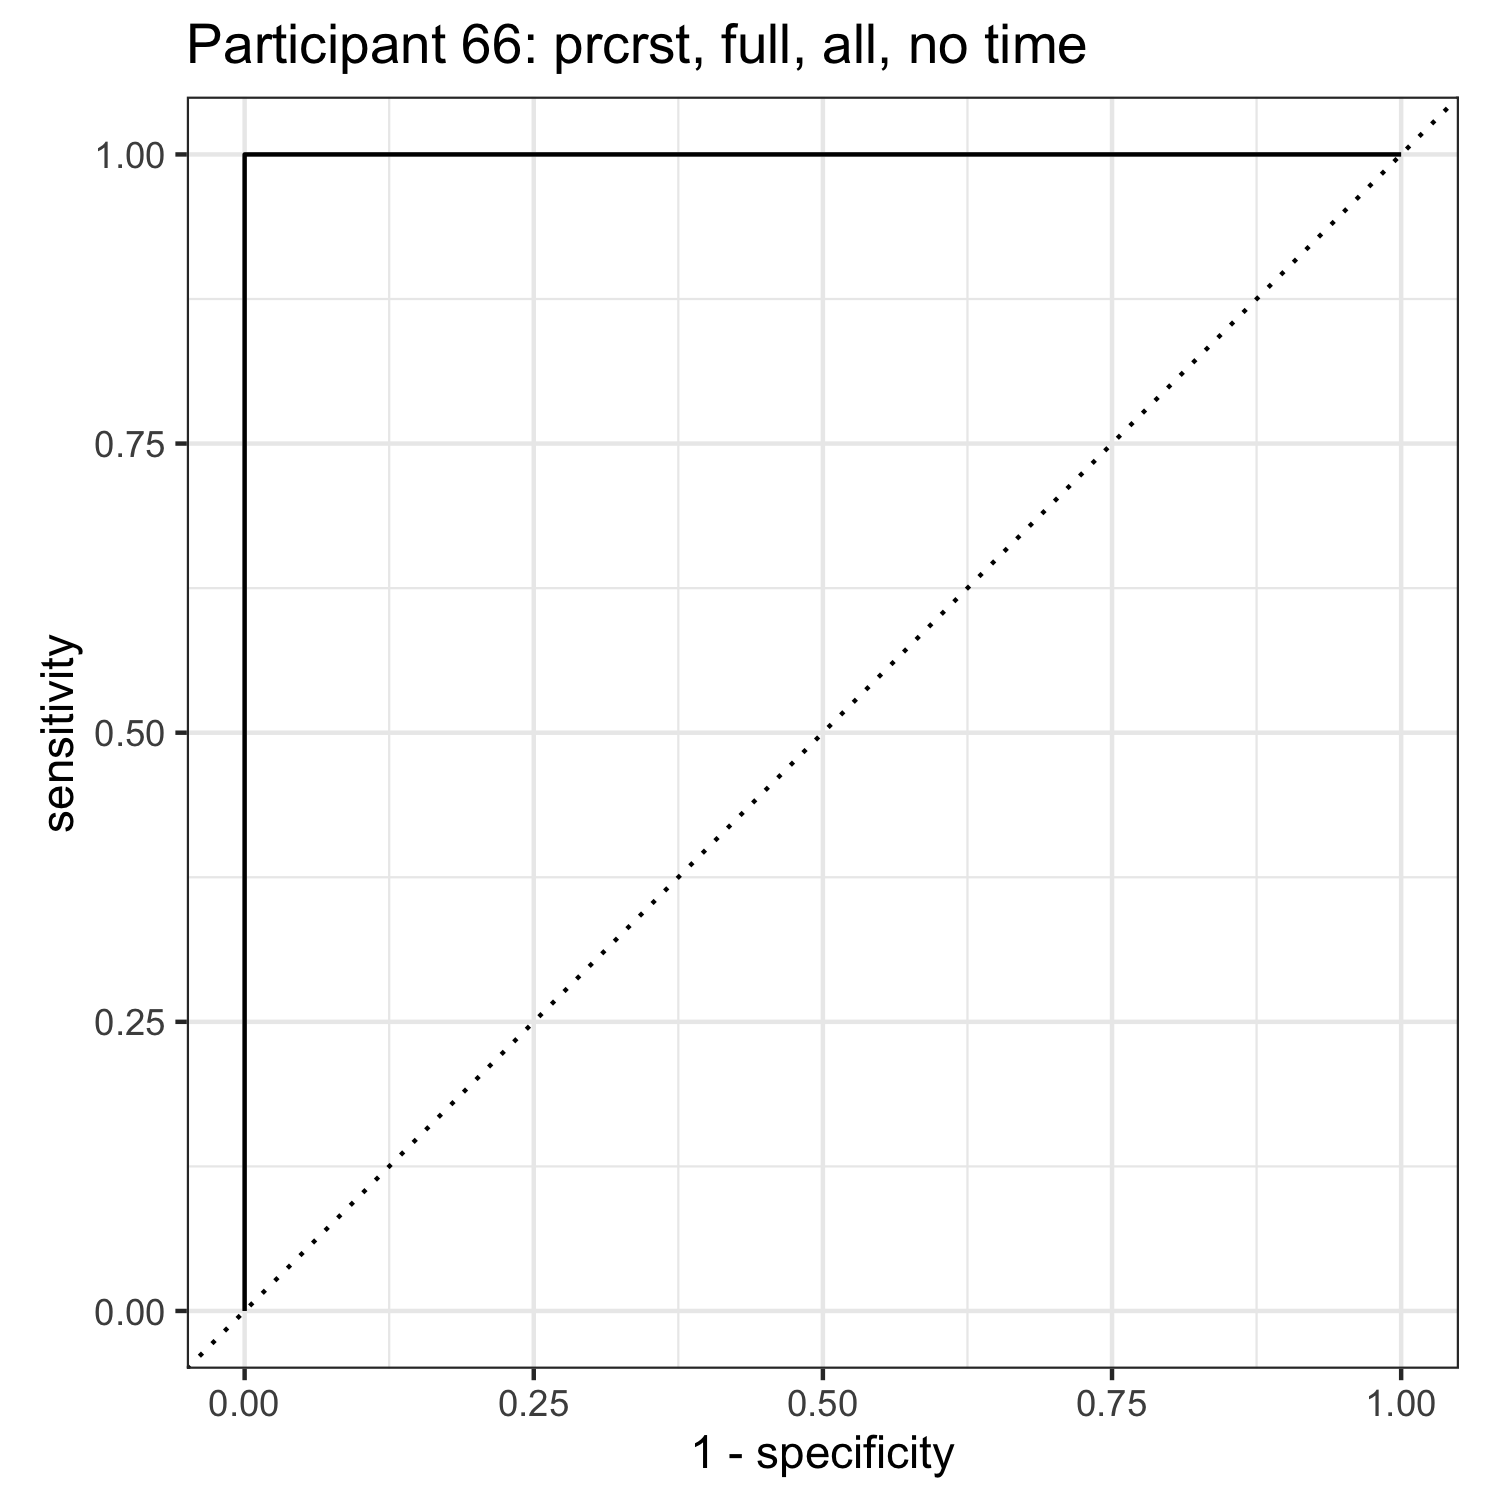 Participant 66: prcrst, full, all, no time
1.00
0.75
0.50
0.25
0.00
sensitivity
0.00 0.25 0.50 0.75 1.00
1 - specificity